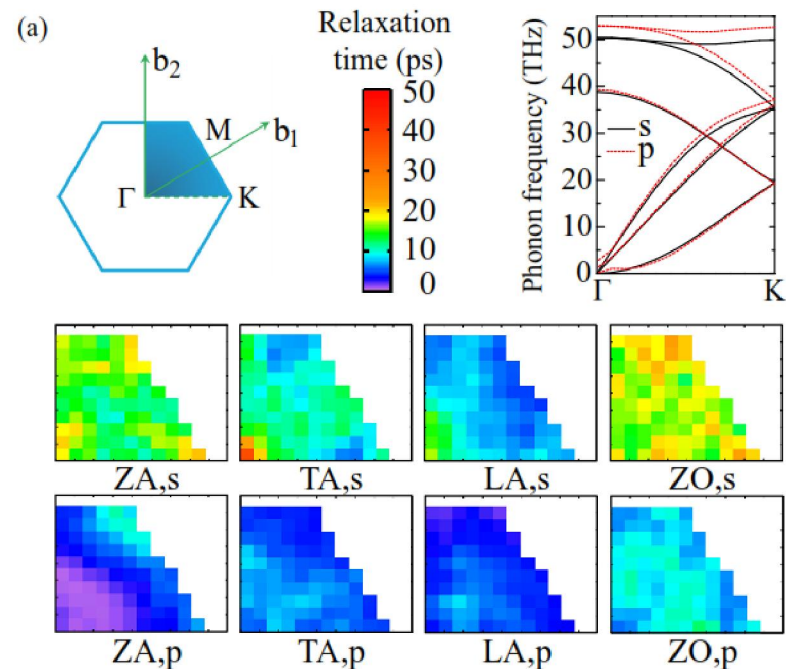 (a)
b₂
M
b₁
Γ
K
Relaxation
time (ps)
50
40
30
20
10
0
Phonon frequency (THz)
50
40
30
20
10
0
s
p
Γ
K
ZA,s
TA,s
LA,s
ZO,s
ZA,p
TA,p
LA,p
ZO,p